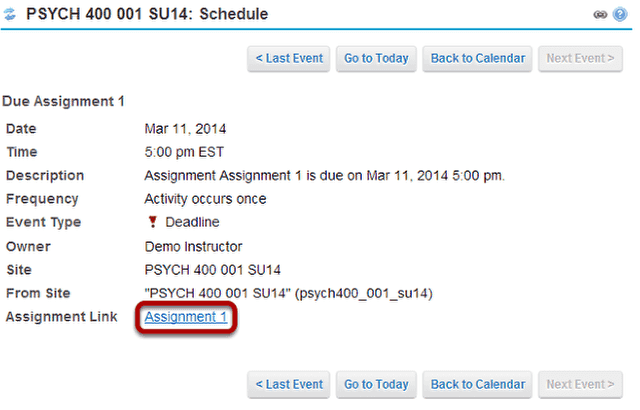 PSYCH 400 001 SU14: Schedule
< Last Event Go to Today Back to Calendar Next Event >
Due Assignment 1
Date Mar 11, 2014
Time 5:00 pm EST
Description Assignment Assignment 1 is due on Mar 11, 2014 5:00 pm.
Frequency Activity occurs once
Event Type Deadline
Owner Demo Instructor
Site PSYCH 400 001 SU14
From Site "PSYCH 400 001 SU14" (psych400_001_su14)
Assignment Link Assignment 1
< Last Event Go to Today Back to Calendar Next Event >